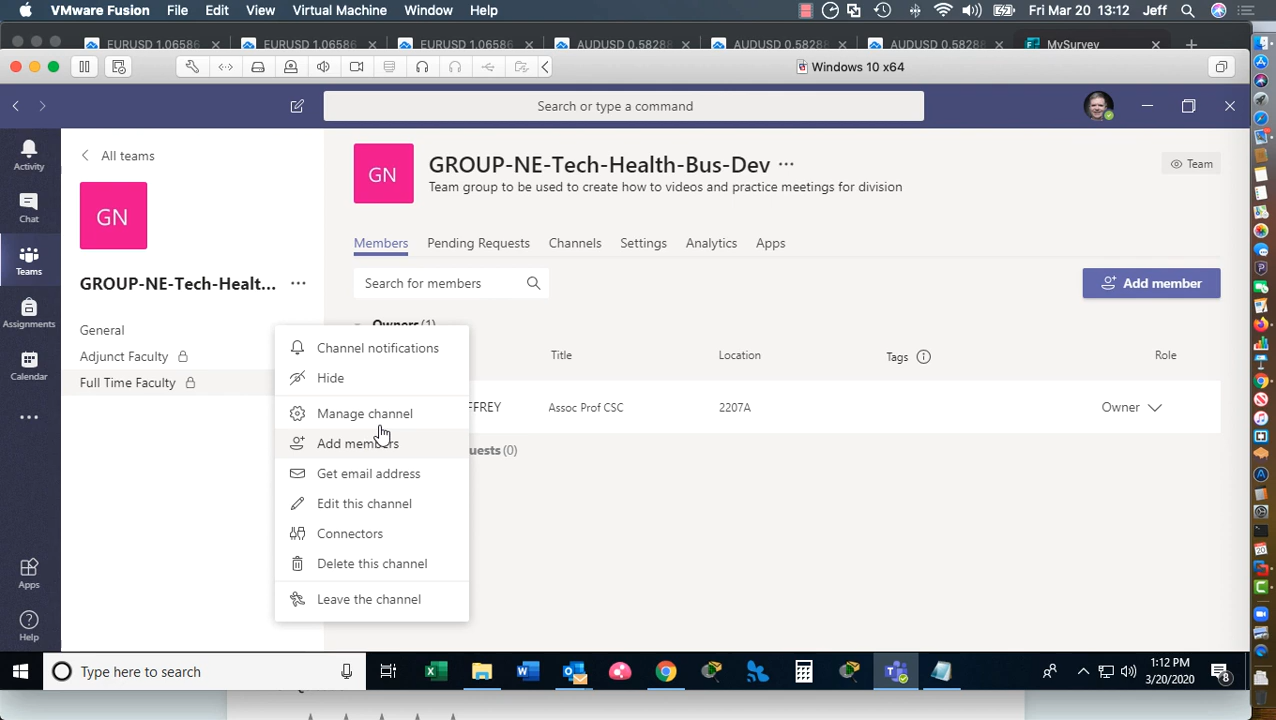 VMware Fusion File Edit View Virtual Machine Window Help Fri Mar 20 13:12 Jeff
EURUSD 1.06586 EURUSD 1.06586 EURUSD 1.06586 AUDUSD 0.58288 AUDUSD 0.58288 AUDUSD 0.58288 MySurvey
Windows 10 x64
Search or type a command
Activity
Chat
Teams
Assignments
Calendar
Apps
Help
All teams
GN
GROUP-NE-Tech-Healt...
General
Adjunct Faculty
Full Time Faculty
Channel notifications
Hide
Manage channel
Add members
Get email address
Edit this channel
Connectors
Delete this channel
Leave the channel
GN
GROUP-NE-Tech-Health-Bus-Dev ...
Team
Team group to be used to create how to videos and practice meetings for division
Members Pending Requests Channels Settings Analytics Apps
Search for members
Add member
Owners (1)
Title Location Tags Role
FFREY Assoc Prof CSC 2207A Owner
uests (0)
Type here to search
1:12 PM
3/20/2020
8